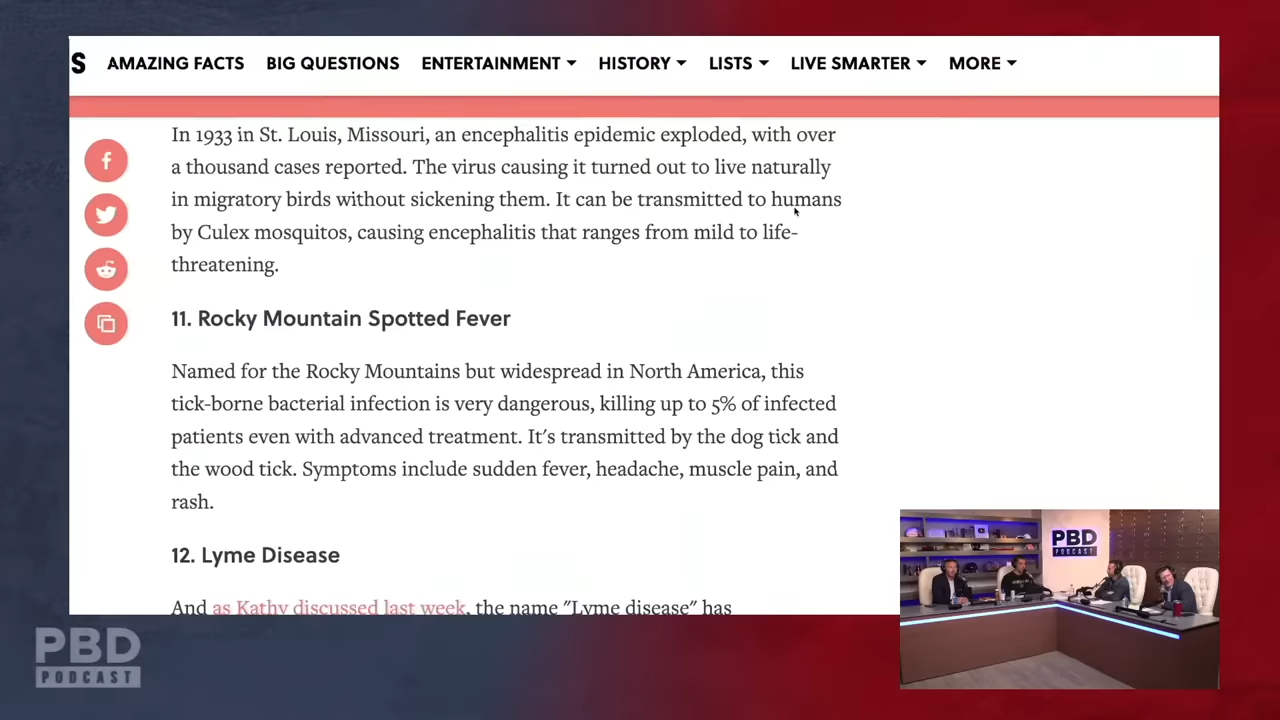 S AMAZING FACTS BIG QUESTIONS ENTERTAINMENT HISTORY LISTS LIVE SMARTER MORE
In 1933 in St. Louis, Missouri, an encephalitis epidemic exploded, with over
a thousand cases reported. The virus causing it turned out to live naturally
in migratory birds without sickening them. It can be transmitted to humans
by Culex mosquitos, causing encephalitis that ranges from mild to life-
threatening.
11. Rocky Mountain Spotted Fever
Named for the Rocky Mountains but widespread in North America, this
tick-borne bacterial infection is very dangerous, killing up to 5% of infected
patients even with advanced treatment. It's transmitted by the dog tick and
the wood tick. Symptoms include sudden fever, headache, muscle pain, and
rash.
12. Lyme Disease
And as Kathy discussed last week, the name "Lyme disease" has
PBD
PODCAST
PBD
PODCAST